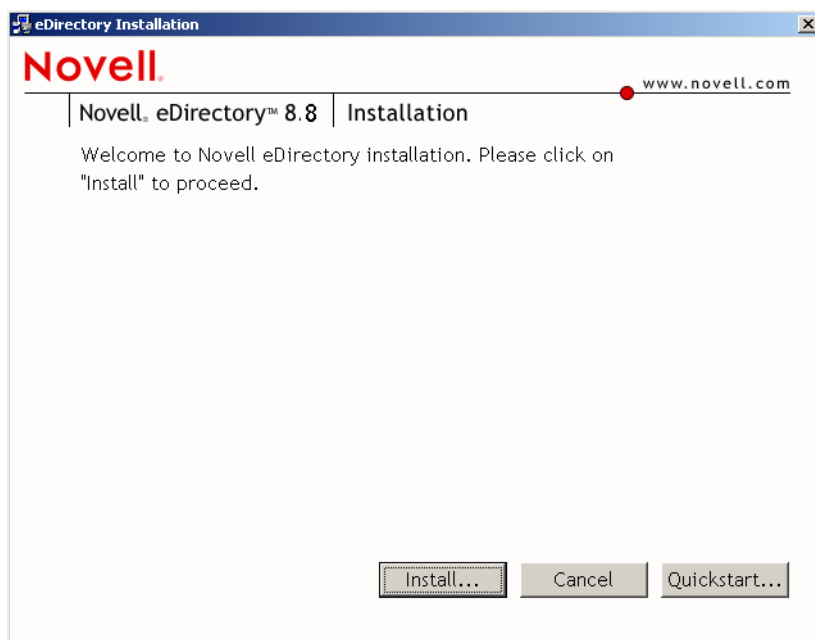 eDirectory Installation
Novell®
www.novell.com
Novell® eDirectory™ 8.8 Installation
Welcome to Novell eDirectory installation. Please click on
"Install" to proceed.
Install... Cancel Quickstart...